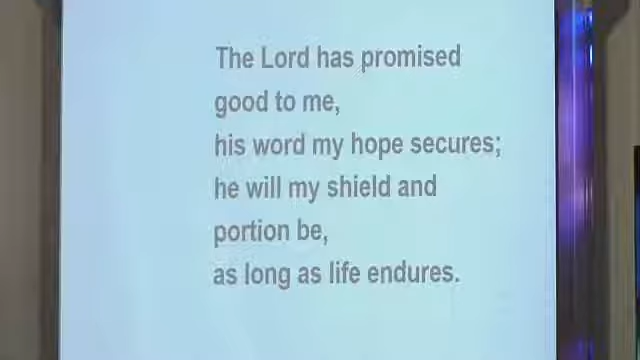 The Lord has promised
good to me,
his word my hope secures;
he will my shield and
portion be,
as long as life endures.